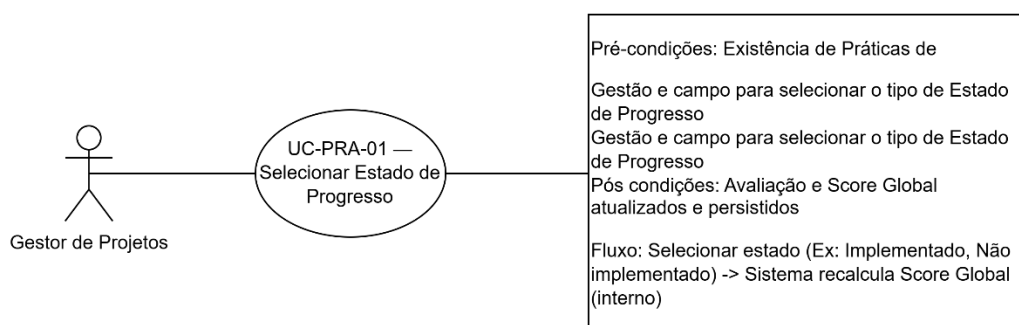 Gestor de Projetos
UC-PRA-01 —
Selecionar Estado de
Progresso
Pré-condições: Existência de Práticas de
Gestão e campo para selecionar o tipo de Estado
de Progresso
Gestão e campo para selecionar o tipo de Estado
de Progresso
Pós condições: Avaliação e Score Global
atualizados e persistidos
Fluxo: Selecionar estado (Ex: Implementado, Não
implementado) -> Sistema recalcula Score Global
(interno)